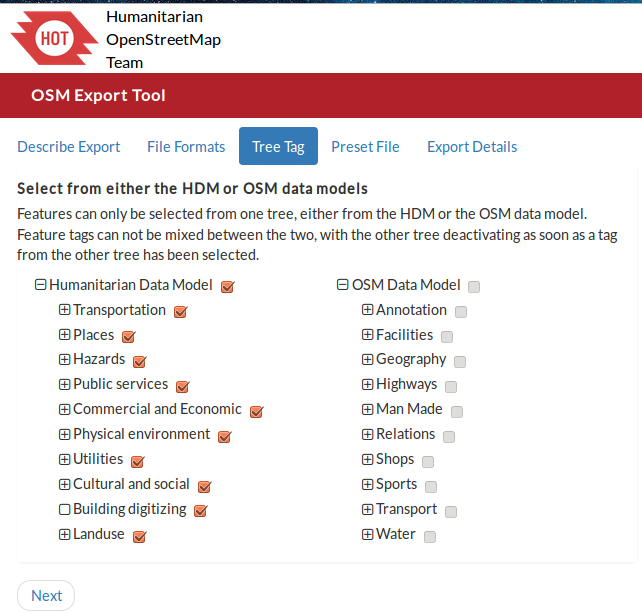 HOT
Humanitarian
OpenStreetMap
Team
OSM Export Tool
Describe Export File Formats Tree Tag Preset File Export Details
Select from either the HDM or OSM data models
Features can only be selected from one tree, either from the HDM or the OSM data model.
Feature tags can not be mixed between the two, with the other tree deactivating as soon as a tag
from the other tree has been selected.
Humanitarian Data Model
Transportation
Places
Hazards
Public services
Commercial and Economic
Physical environment
Utilities
Cultural and social
Building digitizing
Landuse
OSM Data Model
Annotation
Facilities
Geography
Highways
Man Made
Relations
Shops
Sports
Transport
Water
Next